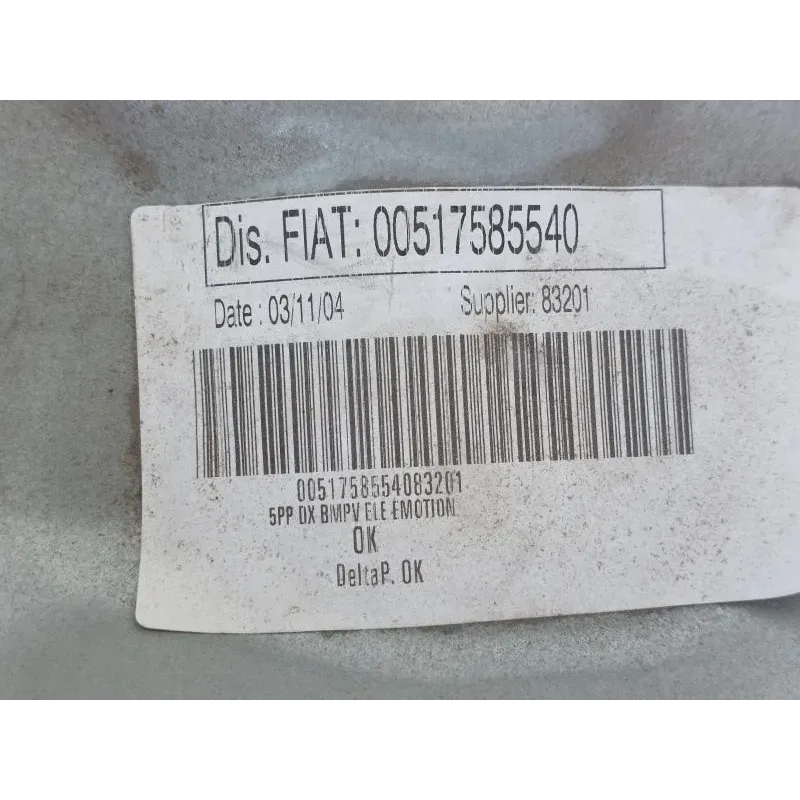 Dis. FIAT: 00517585540
Date : 03/11/04 Supplier: 83201
0051758554083201
5PP DX BMPV ELE EMOTION
OK
DeltaP. OK